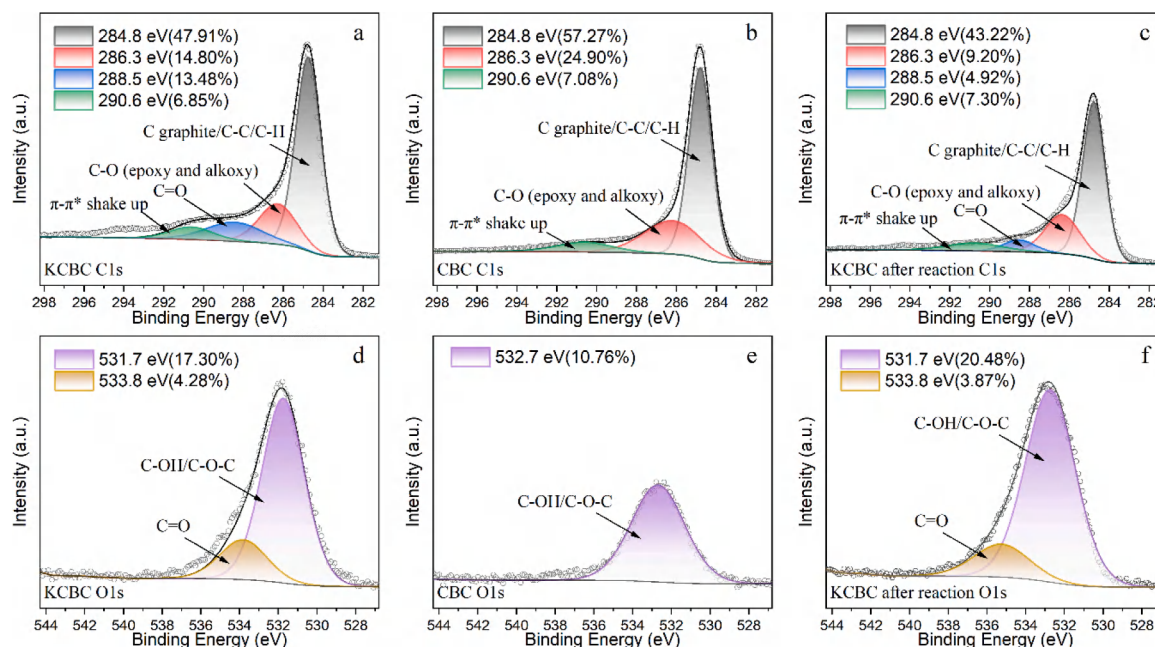 a
284.8 eV(47.91%)
286.3 eV(14.80%)
288.5 eV(13.48%)
290.6 eV(6.85%)
C graphite/C-C/C-H
C-O (epoxy and alkoxy)
C=O
π-π* shake up
KCBC C1s
Intensity (a.u.)
298 296 294 292 290 288 286 284 282
Binding Energy (eV)
b
284.8 eV(57.27%)
286.3 eV(24.90%)
290.6 eV(7.08%)
C graphite/C-C/C-H
C-O (epoxy and alkoxy)
π-π* shake up
CBC C1s
Intensity (a.u.)
298 296 294 292 290 288 286 284 282
Binding Energy (eV)
c
284.8 eV(43.22%)
286.3 eV(9.20%)
288.5 eV(4.92%)
290.6 eV(7.30%)
C graphite/C-C/C-H
C-O (epoxy and alkoxy)
π-π* shake up
C=O
KCBC after reaction C1s
Intensity (a.u.)
298 296 294 292 290 288 286 284 282
Binding Energy (eV)
d
531.7 eV(17.30%)
533.8 eV(4.28%)
C-OH/C-O-C
C=O
KCBC O1s
Intensity (a.u.)
544 542 540 538 536 534 532 530 528
Binding Energy (eV)
e
532.7 eV(10.76%)
C-OH/C-O-C
CBC O1s
Intensity (a.u.)
544 542 540 538 536 534 532 530 528
Binding Energy (eV)
f
531.7 eV(20.48%)
533.8 eV(3.87%)
C-OH/C-O-C
C=O
KCBC after reaction O1s
Intensity (a.u.)
544 542 540 538 536 534 532 530 528
Binding Energy (eV)